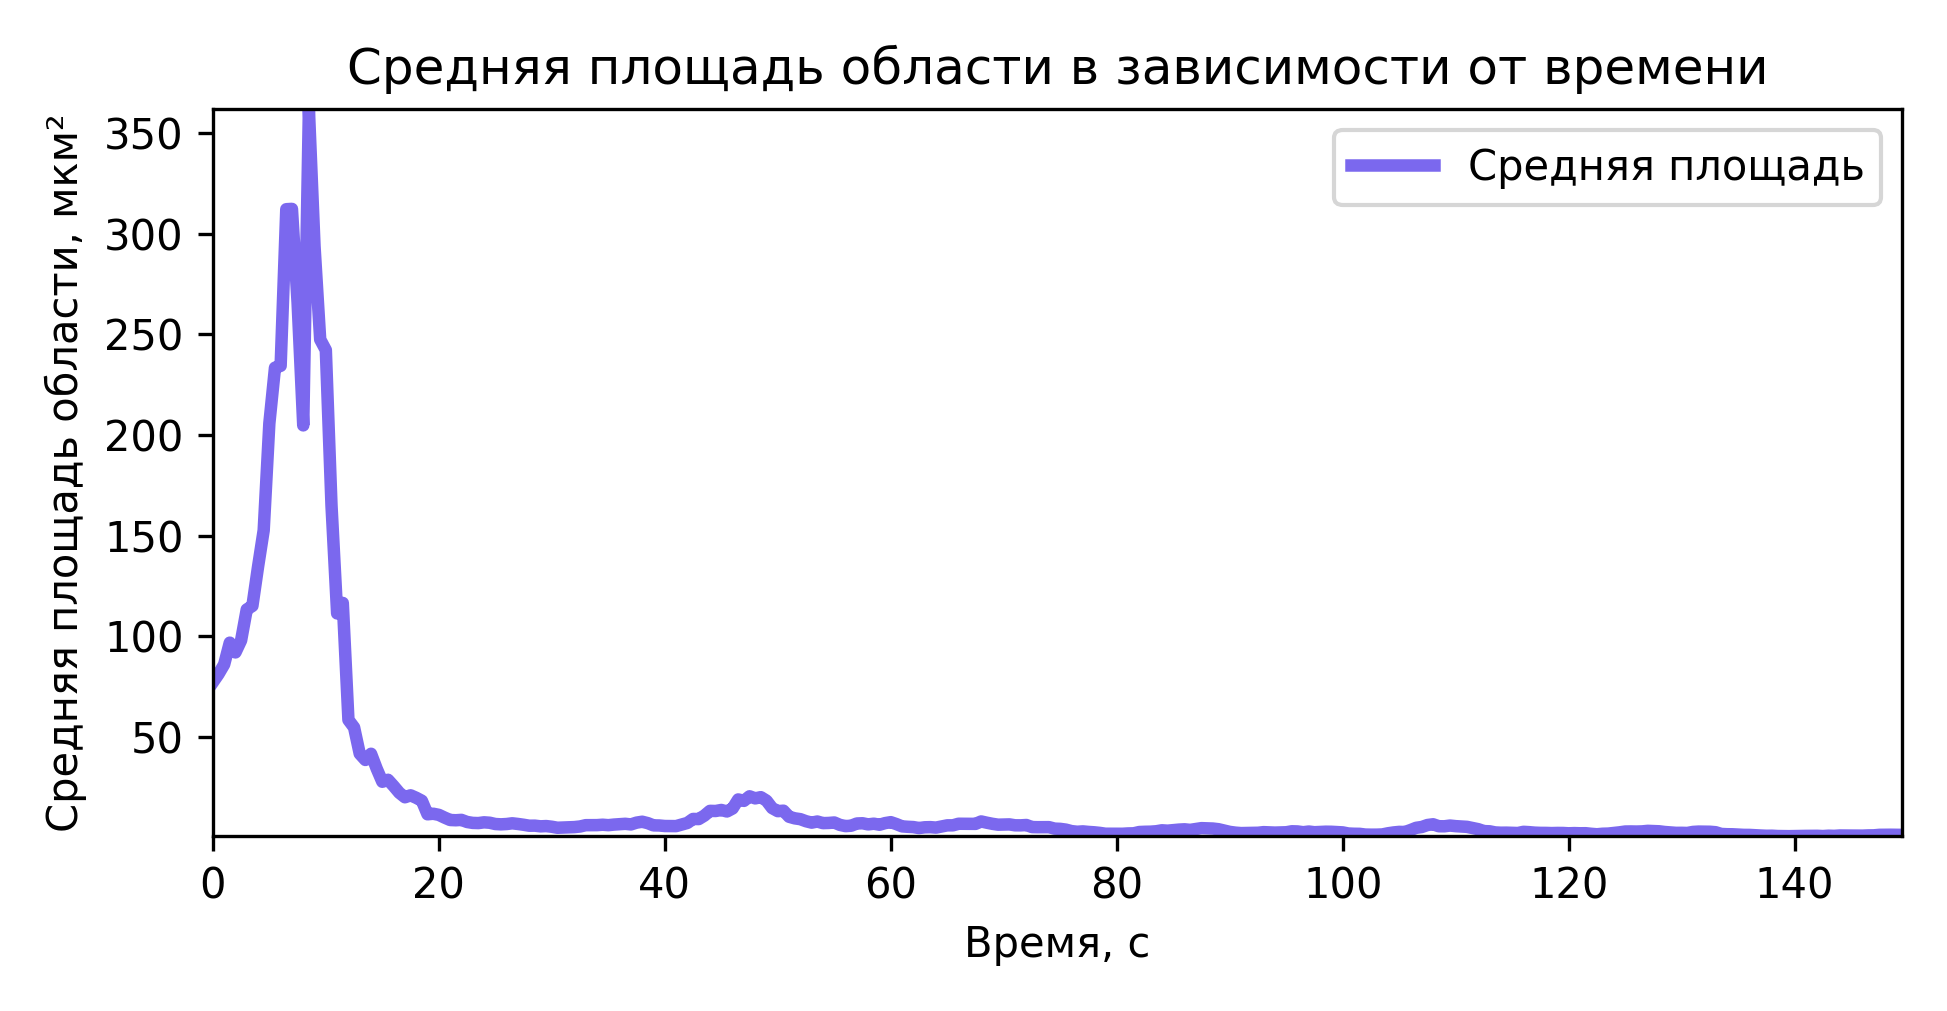 Средняя площадь области в зависимости от времени
Средняя площадь области, мкм²
350
300
250
200
150
100
50
Средняя площадь
0 20 40 60 80 100 120 140
Время, с